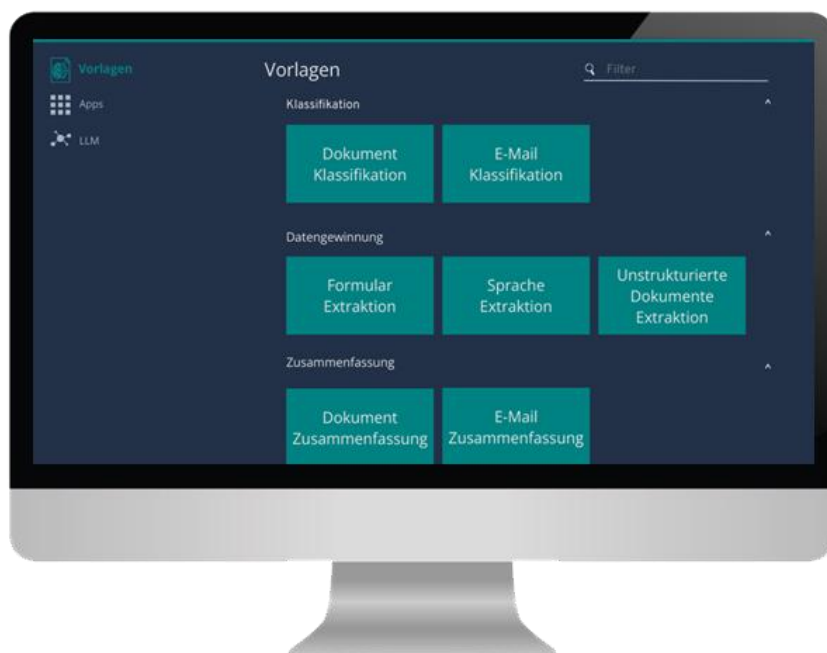 Vorlagen
Apps
LLM
Vorlagen
Filter
Klassifikation
Dokument
Klassifikation
E-Mail
Klassifikation
Datengewinnung
Formular
Extraktion
Sprache
Extraktion
Unstrukturierte
Dokumente
Extraktion
Zusammenfassung
Dokument
Zusammenfassung
E-Mail
Zusammenfassung